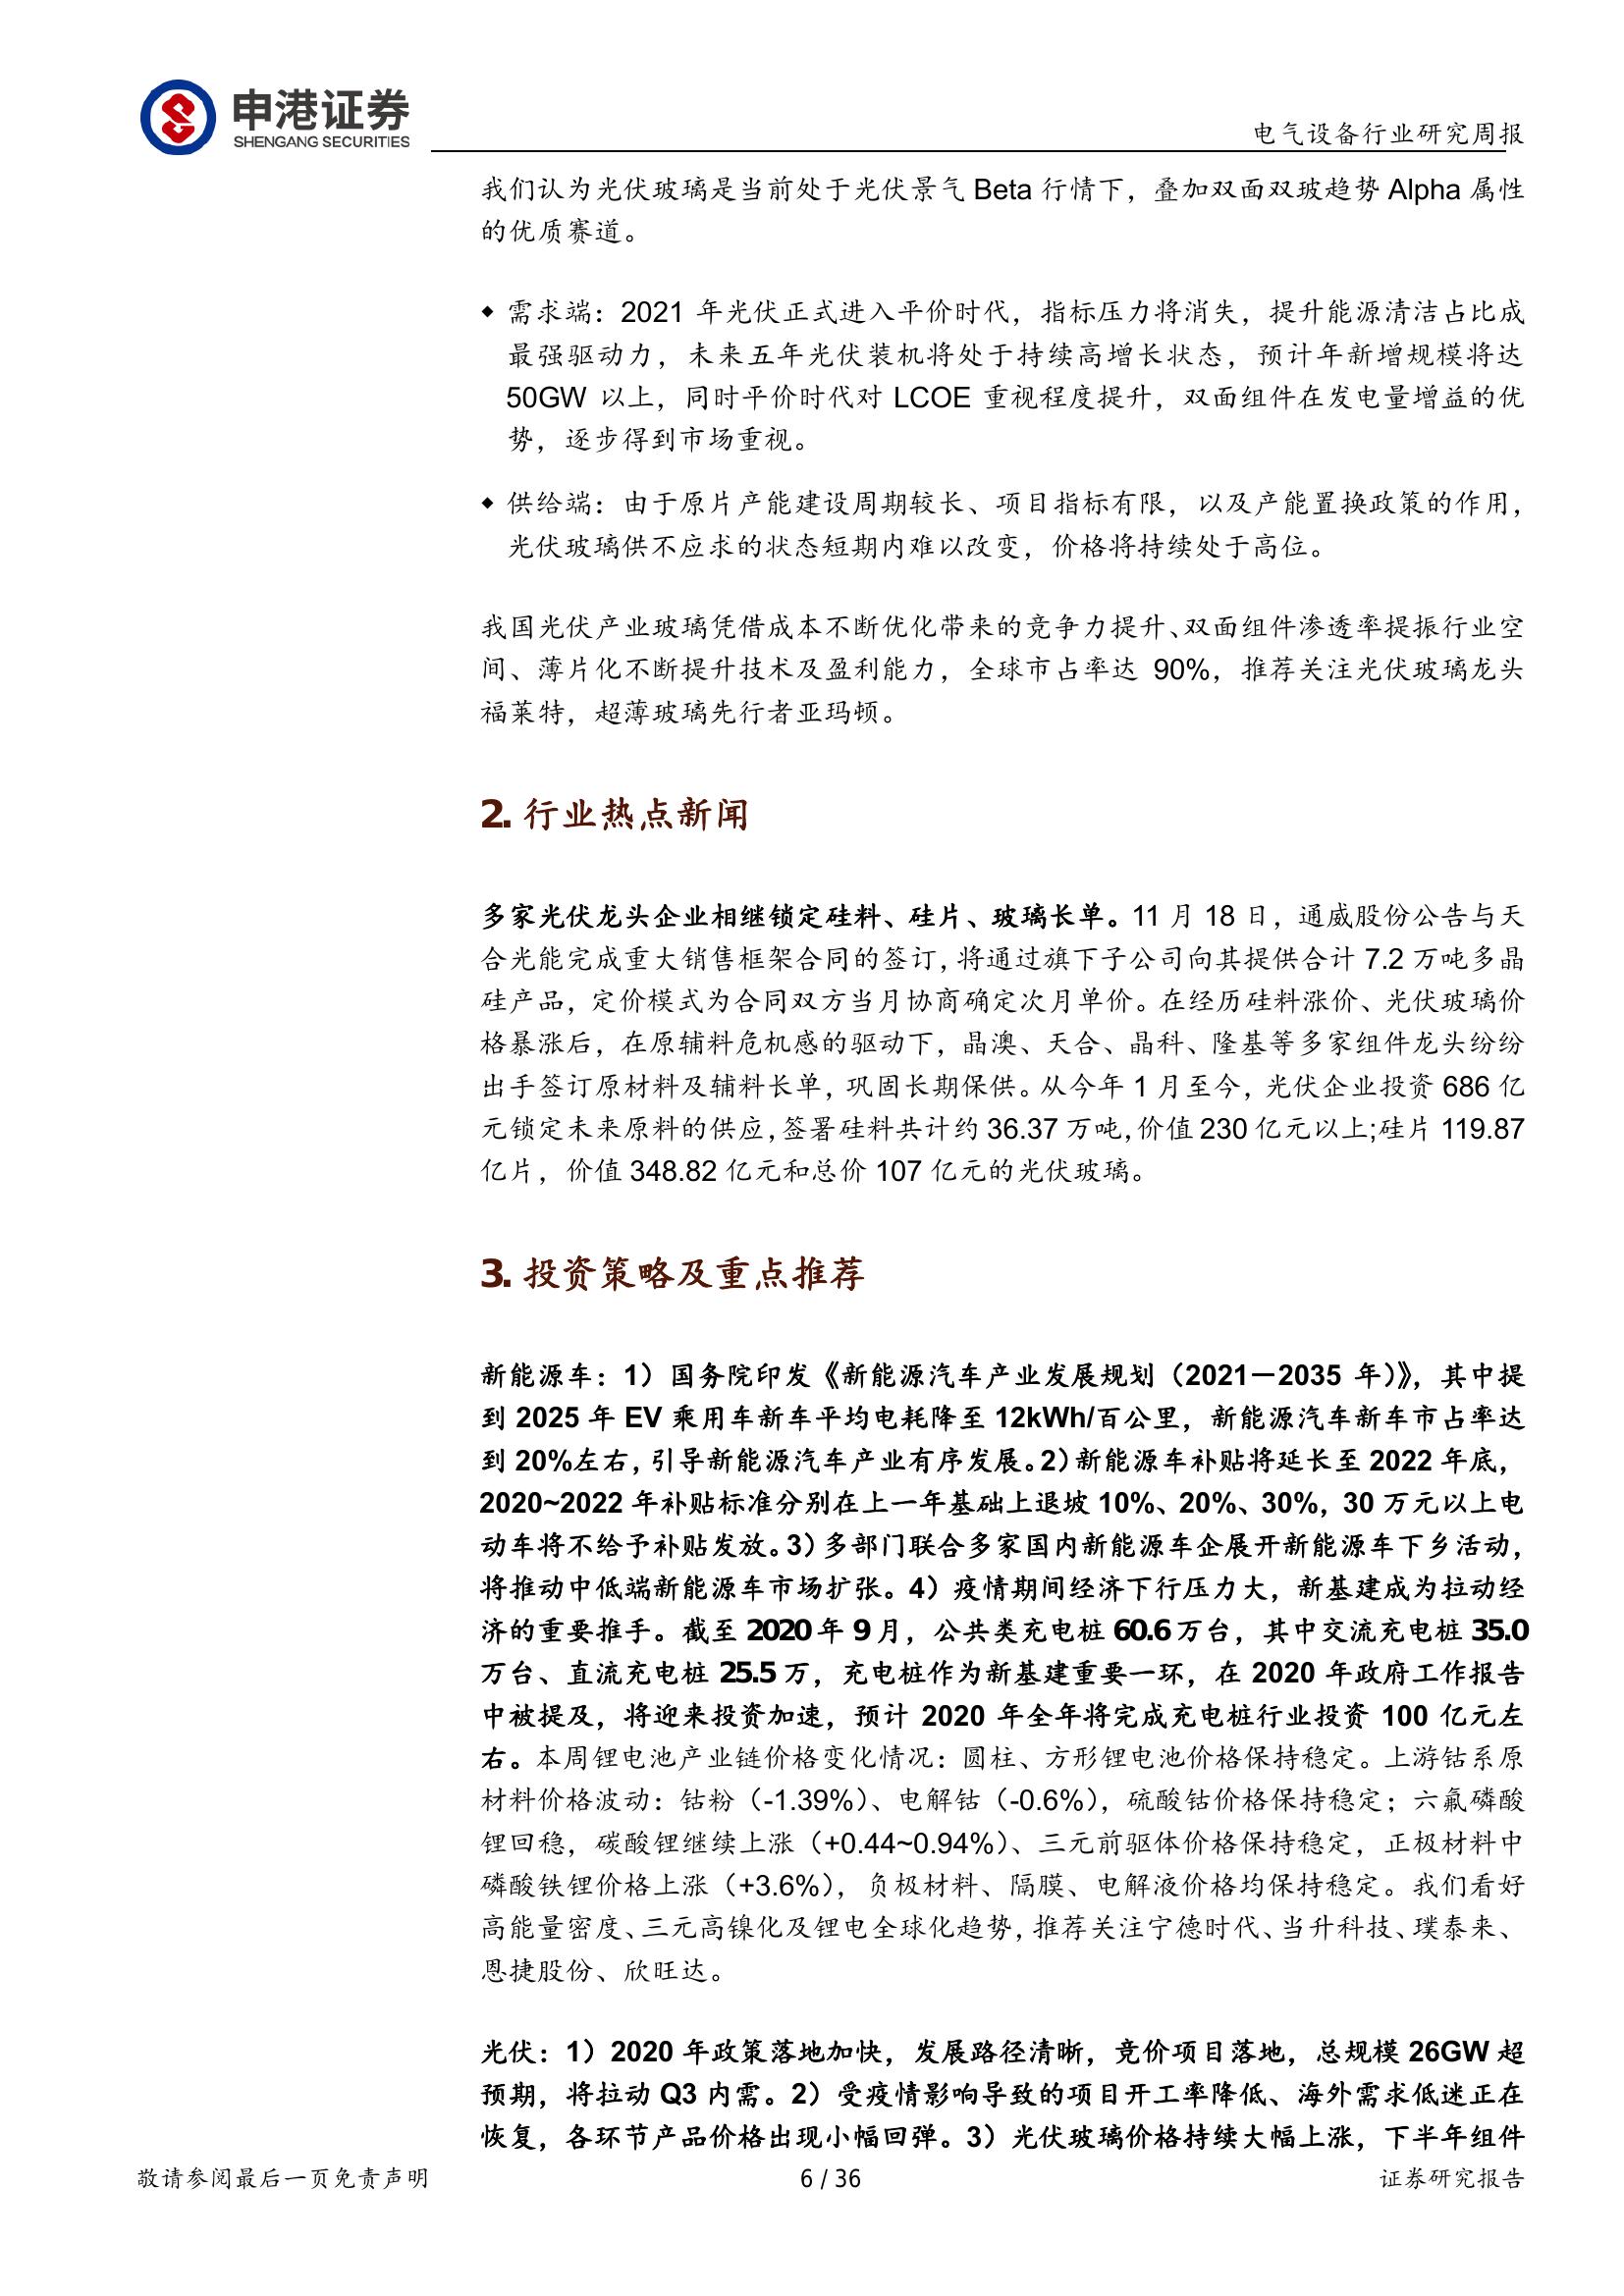 申港证券
SHENGANG SECURITIES
电气设备行业研究周报
我们认为光伏玻璃是当前处于光伏景气 Beta 行情下，叠加双面双玻趋势 Alpha 属性
的优质赛道。
◆ 需求端：2021 年光伏正式进入平价时代，指标压力将消失，提升能源清洁占比成
最强驱动力，未来五年光伏装机将处于持续高增长状态，预计年新增规模将达
50GW 以上，同时平价时代对 LCOE 重视程度提升，双面组件在发电量增益的优
势，逐步得到市场重视。
◆ 供给端：由于原片产能建设周期较长、项目指标有限，以及产能置换政策的作用，
光伏玻璃供不应求的状态短期内难以改变，价格将持续处于高位。
我国光伏产业玻璃凭借成本不断优化带来的竞争力提升、双面组件渗透率提振行业空
间、薄片化不断提升技术及盈利能力，全球市占率达 90%，推荐关注光伏玻璃龙头
福莱特，超薄玻璃先行者亚玛顿。
2. 行业热点新闻
多家光伏龙头企业相继锁定硅料、硅片、玻璃长单。11 月 18 日，通威股份公告与天
合光能完成重大销售框架合同的签订，将通过旗下子公司向其提供合计 7.2 万吨多晶
硅产品，定价模式为合同双方当月协商确定次月单价。在经历硅料涨价、光伏玻璃价
格暴涨后，在原辅料危机感的驱动下，晶澳、天合、晶科、隆基等多家组件龙头纷纷
出手签订原材料及辅料长单，巩固长期保供。从今年 1 月至今，光伏企业投资 686 亿
元锁定未来原料的供应，签署硅料共计约 36.37 万吨，价值 230 亿元以上;硅片 119.87
亿片，价值 348.82 亿元和总价 107 亿元的光伏玻璃。
3. 投资策略及重点推荐
新能源车：1）国务院印发《新能源汽车产业发展规划（2021－2035 年）》，其中提
到 2025 年 EV 乘用车新车平均电耗降至 12kWh/百公里，新能源汽车新车市占率达
到 20%左右，引导新能源汽车产业有序发展。2）新能源车补贴将延长至 2022 年底，
2020~2022 年补贴标准分别在上一年基础上退坡 10%、20%、30%，30 万元以上电
动车将不给予补贴发放。3）多部门联合多家国内新能源车企展开新能源车下乡活动，
将推动中低端新能源车市场扩张。4）疫情期间经济下行压力大，新基建成为拉动经
济的重要推手。截至 2020 年 9 月，公共类充电桩 60.6 万台，其中交流充电桩 35.0
万台、直流充电桩 25.5 万，充电桩作为新基建重要一环，在 2020 年政府工作报告
中被提及，将迎来投资加速，预计 2020 年全年将完成充电桩行业投资 100 亿元左
右。本周锂电池产业链价格变化情况：圆柱、方形锂电池价格保持稳定。上游钴系原
材料价格波动：钴粉（-1.39%）、电解钴（-0.6%），硫酸钴价格保持稳定；六氟磷酸
锂回稳，碳酸锂继续上涨（+0.44~0.94%）、三元前驱体价格保持稳定，正极材料中
磷酸铁锂价格上涨（+3.6%），负极材料、隔膜、电解液价格均保持稳定。我们看好
高能量密度、三元高镍化及锂电全球化趋势，推荐关注宁德时代、当升科技、璞泰来、
恩捷股份、欣旺达。
光伏：1）2020 年政策落地加快，发展路径清晰，竞价项目落地，总规模 26GW 超
预期，将拉动 Q3 内需。2）受疫情影响导致的项目开工率降低、海外需求低迷正在
恢复，各环节产品价格出现小幅回弹。3）光伏玻璃价格持续大幅上涨，下半年组件
敬请参阅最后一页免责声明
6 / 36
证券研究报告